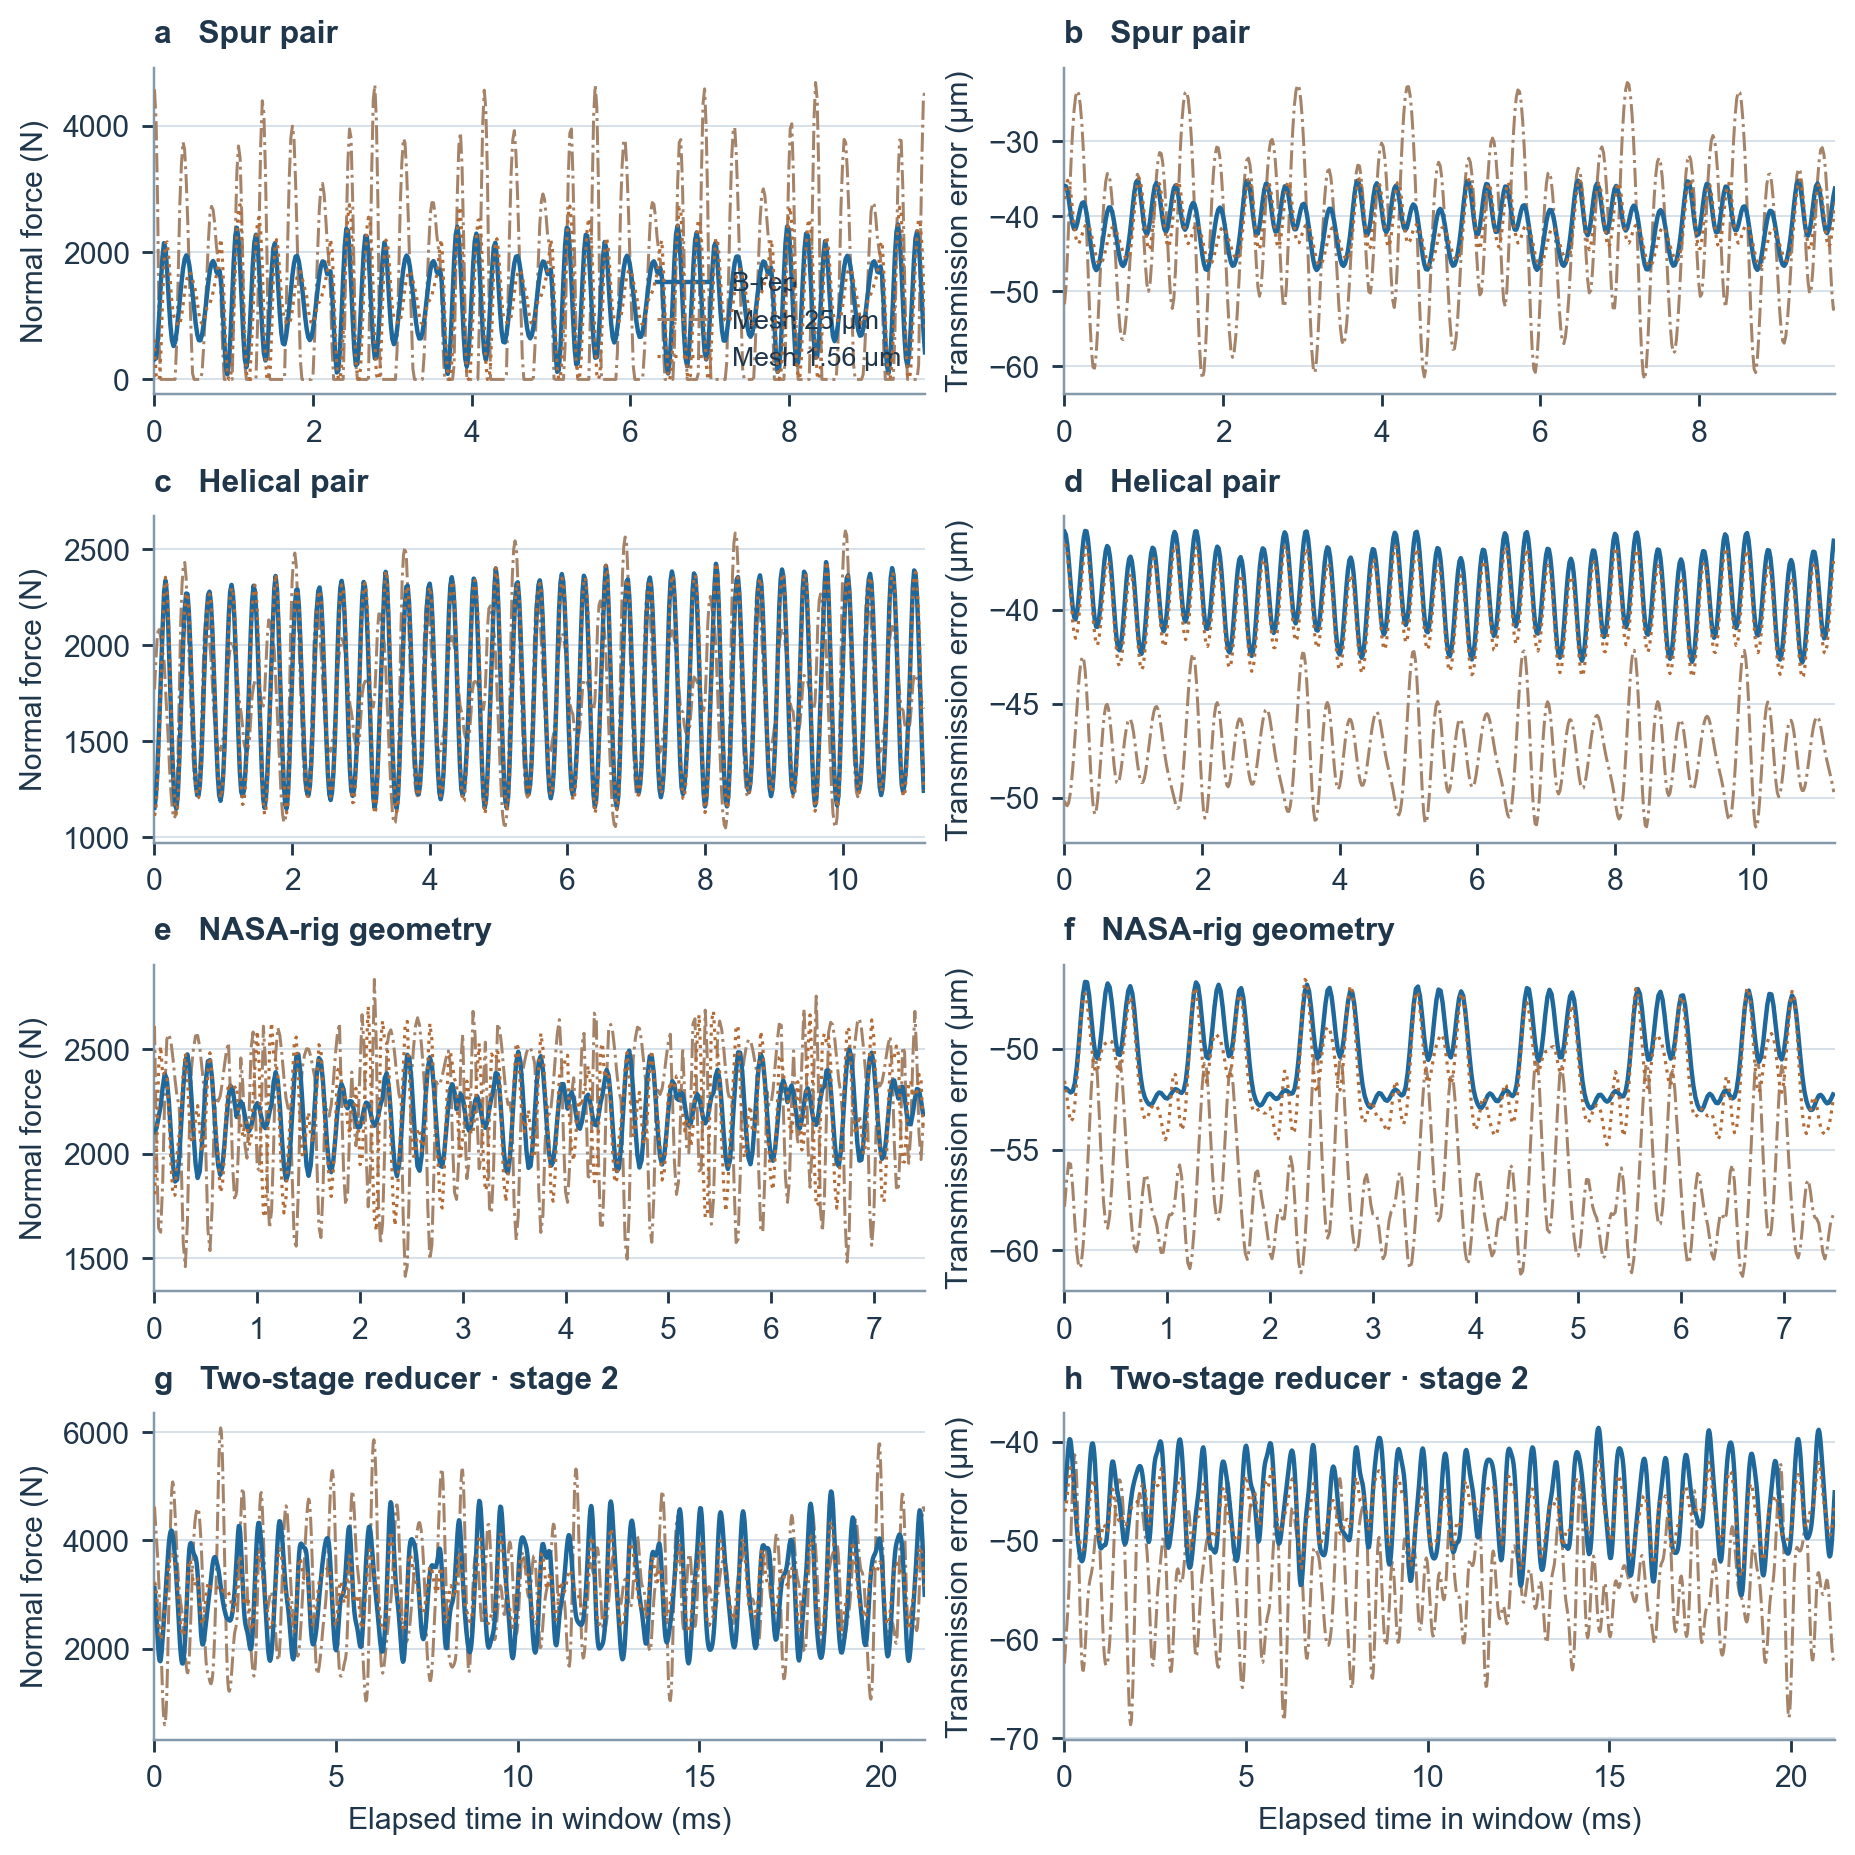 a Spur pair
Normal force (N)
4000
2000
0
0 2 4 6 8
B-rep
Mesh 25 µm
Mesh 1.56 µm
b Spur pair
Transmission error (µm)
−30
−40
−50
−60
0 2 4 6 8
c Helical pair
Normal force (N)
2500
2000
1500
1000
0 2 4 6 8 10
d Helical pair
Transmission error (µm)
−40
−45
−50
0 2 4 6 8 10
e NASA-rig geometry
Normal force (N)
2500
2000
1500
0 1 2 3 4 5 6 7
f NASA-rig geometry
Transmission error (µm)
−50
−55
−60
0 1 2 3 4 5 6 7
g Two-stage reducer · stage 2
Normal force (N)
6000
4000
2000
0 5 10 15 20
Elapsed time in window (ms)
h Two-stage reducer · stage 2
Transmission error (µm)
−40
−50
−60
−70
0 5 10 15 20
Elapsed time in window (ms)